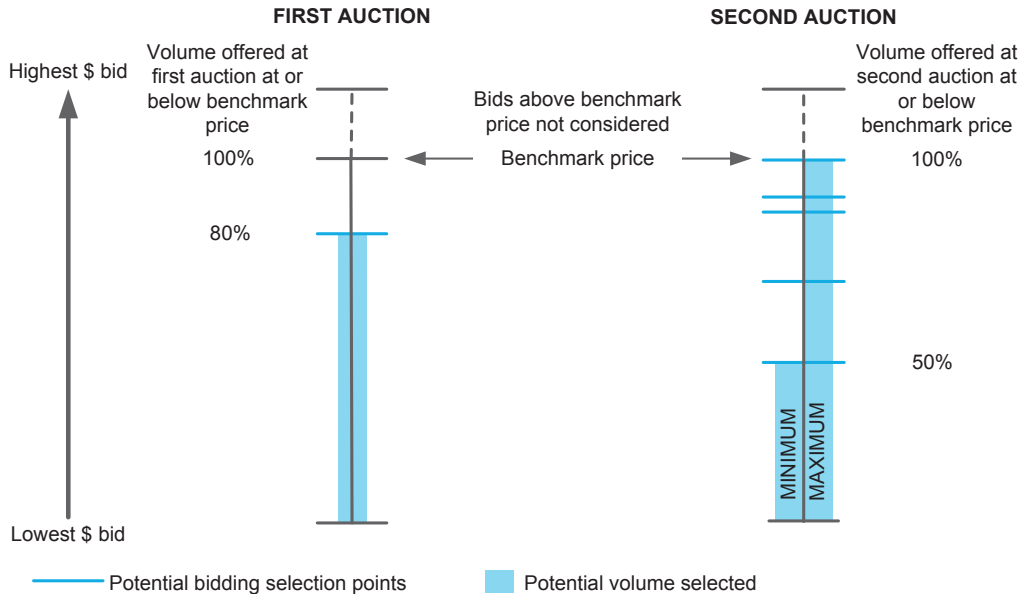 FIRST AUCTION
SECOND AUCTION
Highest $ bid
Volume offered at
first auction at or
below benchmark
price
Bids above benchmark
price not considered
Volume offered at
second auction at
or below
benchmark price
100%
Benchmark price
100%
80%
50%
MINIMUM
MAXIMUM
Lowest $ bid
Potential bidding selection points
Potential volume selected